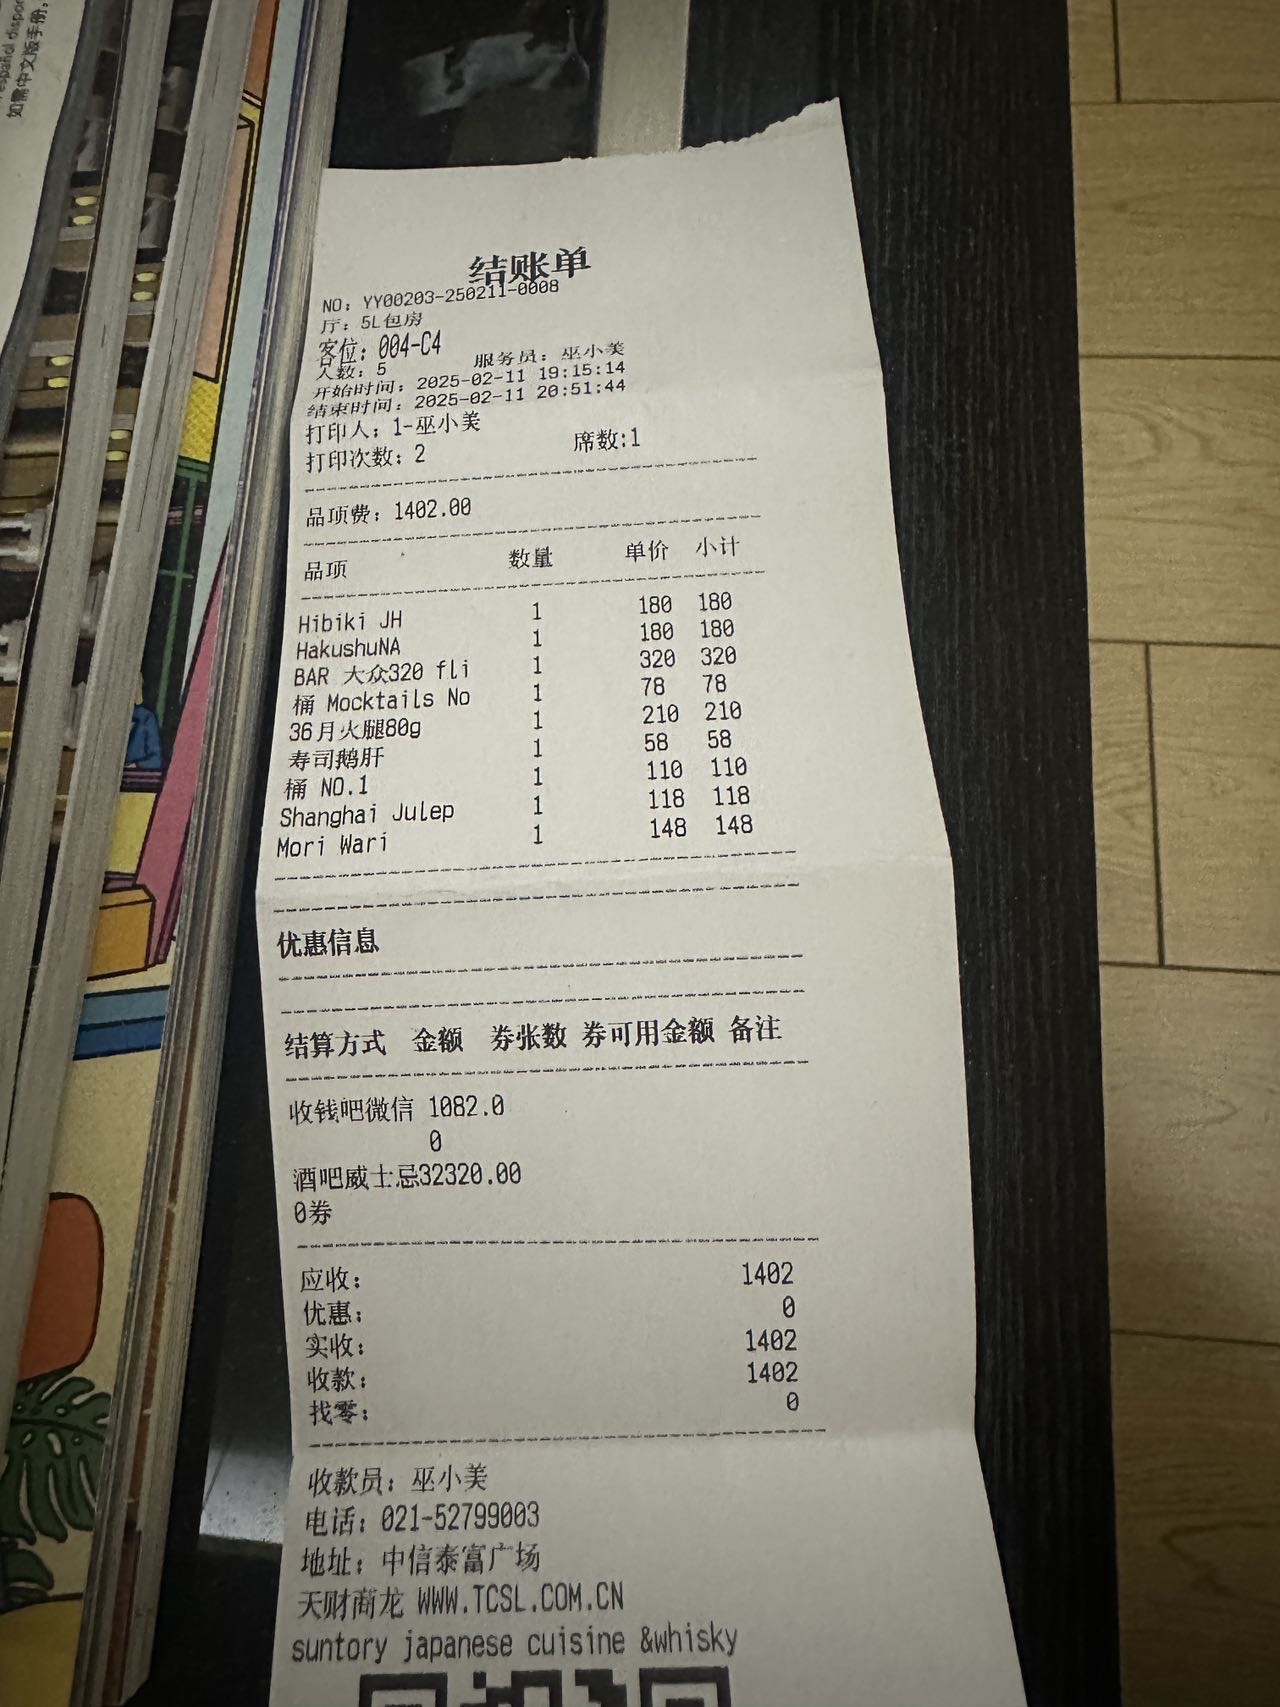 español dispon
如需中文版手册，
结账单
NO：YY00203-250211-0008
厅：5L包房
客位：004-C4
人数：5 服务员：巫小美
开始时间：2025-02-11 19:15:14
结束时间：2025-02-11 20:51:44
打印人：1-巫小美
打印次数：2 席数:1
品项费：1402.00
品项 数量 单价 小计
Hibiki JH 1 180 180
HakushuNA 1 180 180
BAR 大众320 fli 1 320 320
桶 Mocktails No 1 78 78
36月火腿80g 1 210 210
寿司鹅肝 1 58 58
桶 NO.1 1 110 110
Shanghai Julep 1 118 118
Mori Wari 1 148 148
优惠信息
结算方式 金额 券张数 券可用金额 备注
收钱吧微信 1082.0
0
酒吧威士忌32320.00
0券
应收： 1402
优惠： 0
实收： 1402
收款： 1402
找零： 0
收款员：巫小美
电话：021-52799003
地址：中信泰富广场
天财商龙 WWW.TCSL.COM.CN
suntory japanese cuisine &whisky